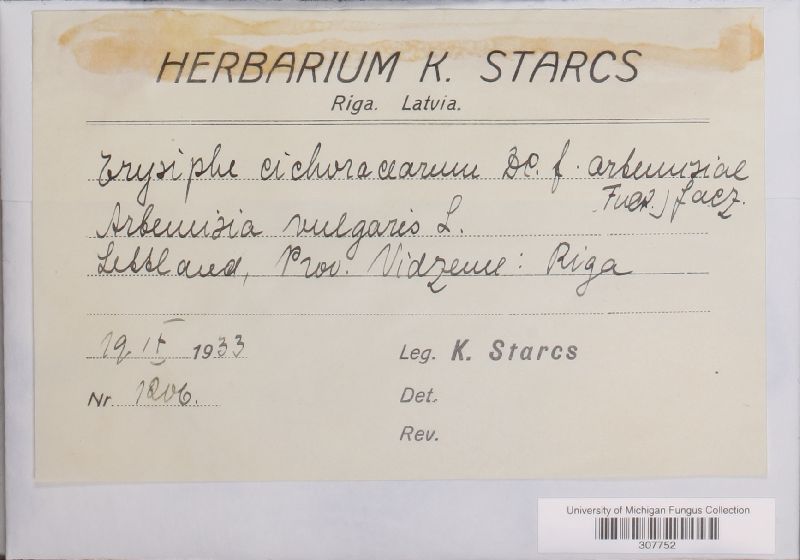 HERBARIUM K. STARCS
Riga. Latvia.
Erysiphe cichoracearum DC. f. artemisiae
(Fuck.) Jacz.
Artemisia vulgaris L.
Lettland, Prov. Vidzeme: Riga
19 IX 1933
Leg. K. Starcs
Nr 1206.
Det.
Rev.
University of Michigan Fungus Collection
307752